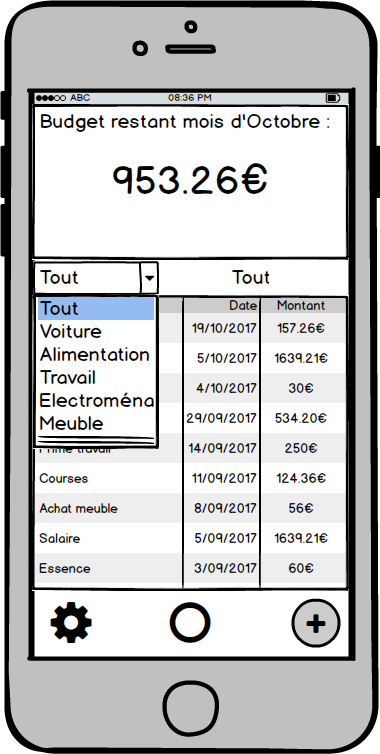 ABC 08:36 PM
Budget restant mois d'Octobre :
953.26€
Tout Tout
Tout
Voiture
Alimentation
Travail
Electroména
Meuble
Date Montant
19/10/2017 157.26€
5/10/2017 1639.21€
4/10/2017 30€
29/09/2017 534.20€
Prime travail 14/09/2017 250€
Courses 11/09/2017 124.36€
Achat meuble 8/09/2017 56€
Salaire 5/09/2017 1639.21€
Essence 3/09/2017 60€